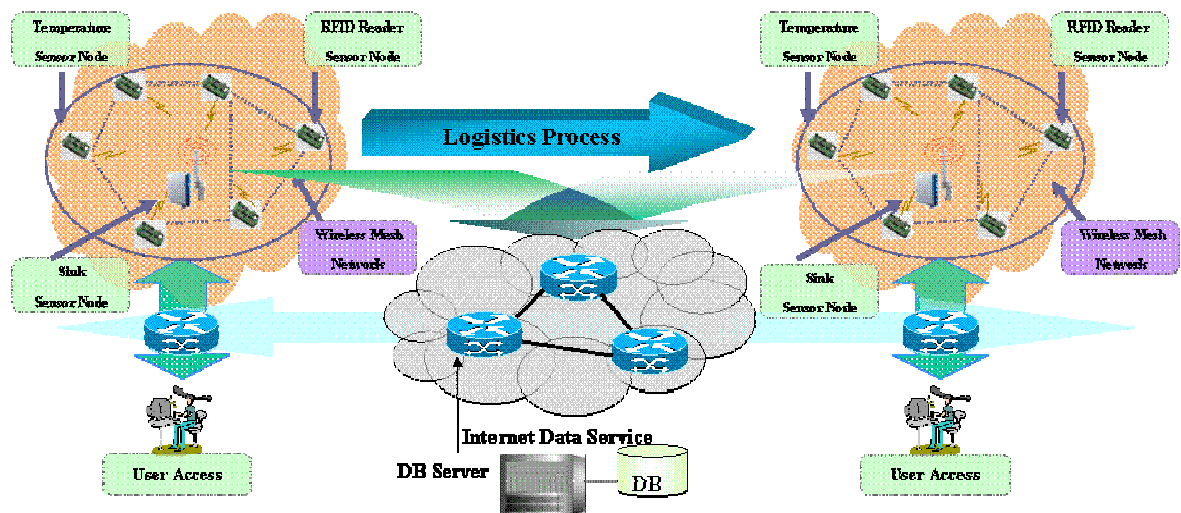 Temperature
Sensor Node
RFID Reader
Sensor Node
Temperature
Sensor Node
RFID Reader
Sensor Node
Logistics Process
Wireless Mesh
Network
Wireless Mesh
Network
Sink
Sensor Node
Sink
Sensor Node
Internet Data Service
DB Server
DB
User Access
User Access